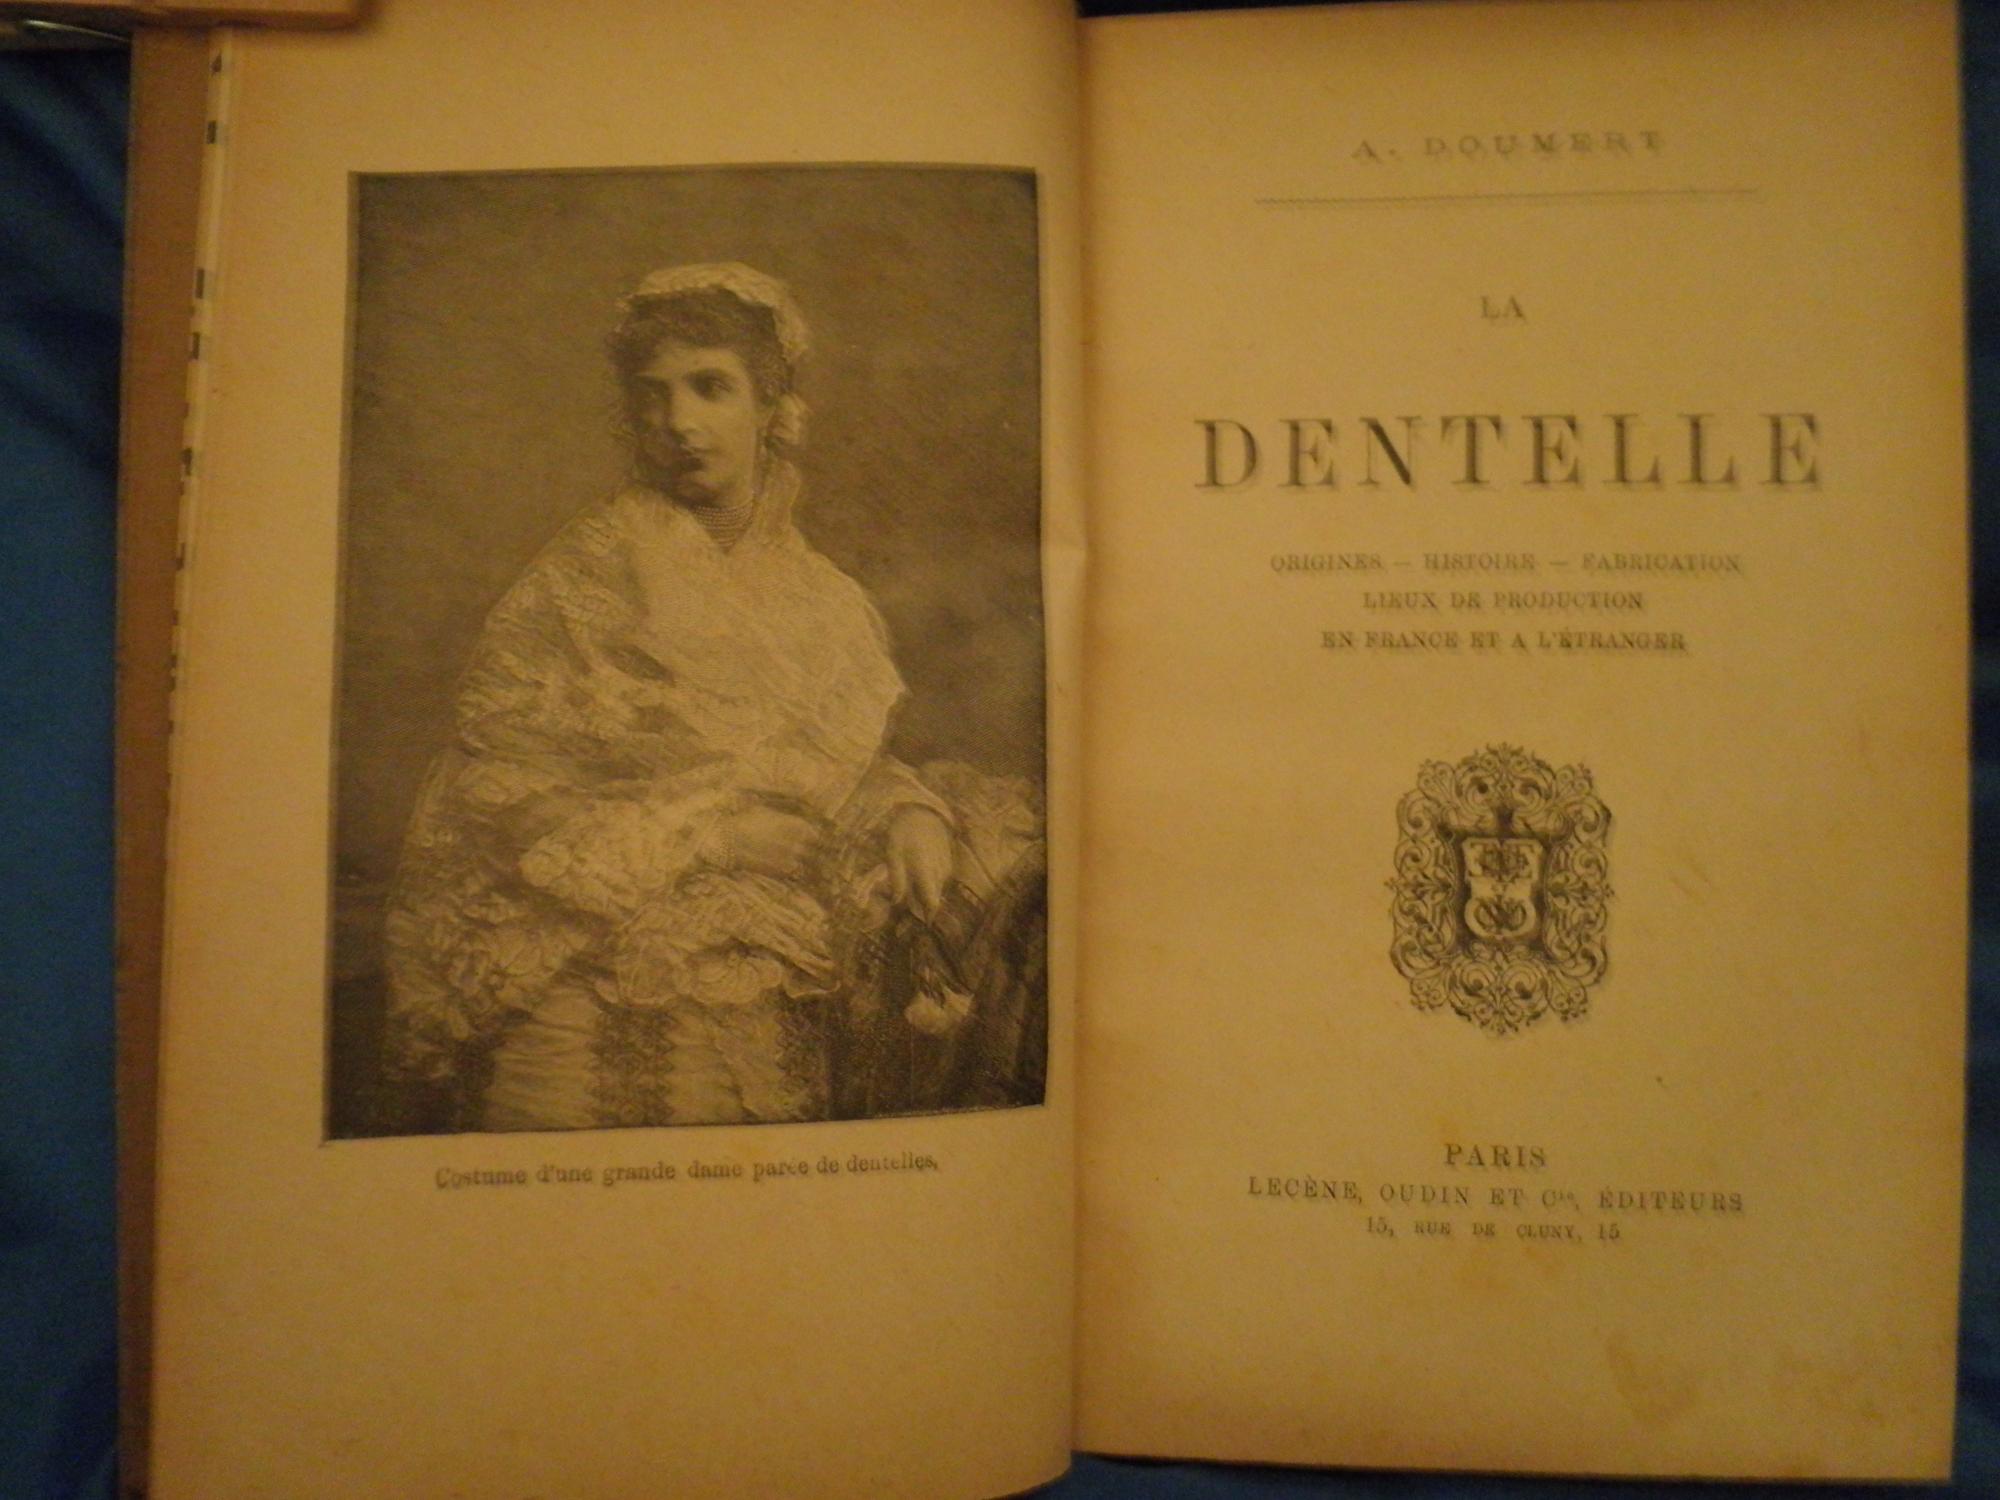 Costume d'une grande dame parée de dentelles,
A. DOUMERT
LA
DENTELLE
ORIGINES — HISTOIRE — FABRICATION
LIEUX DE PRODUCTION
EN FRANCE ET A L'ÉTRANGER
PARIS
LECÈNE, OUDIN ET Cie, ÉDITEURS
15, RUE DE CLUNY, 15